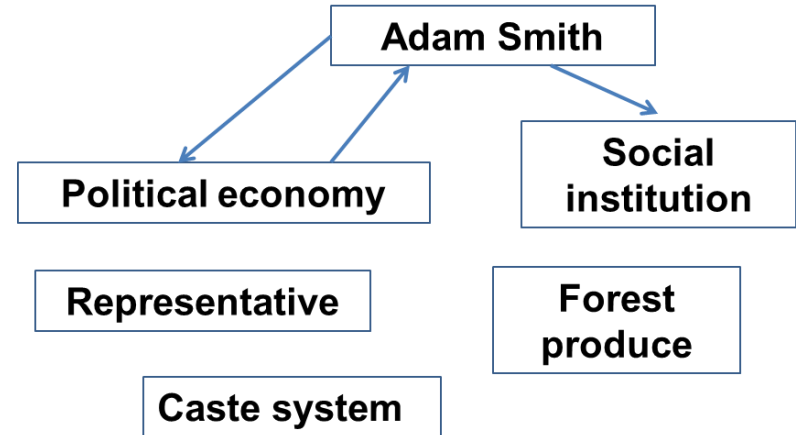 Adam Smith
Political economy
Social
institution
Representative
Forest
produce
Caste system